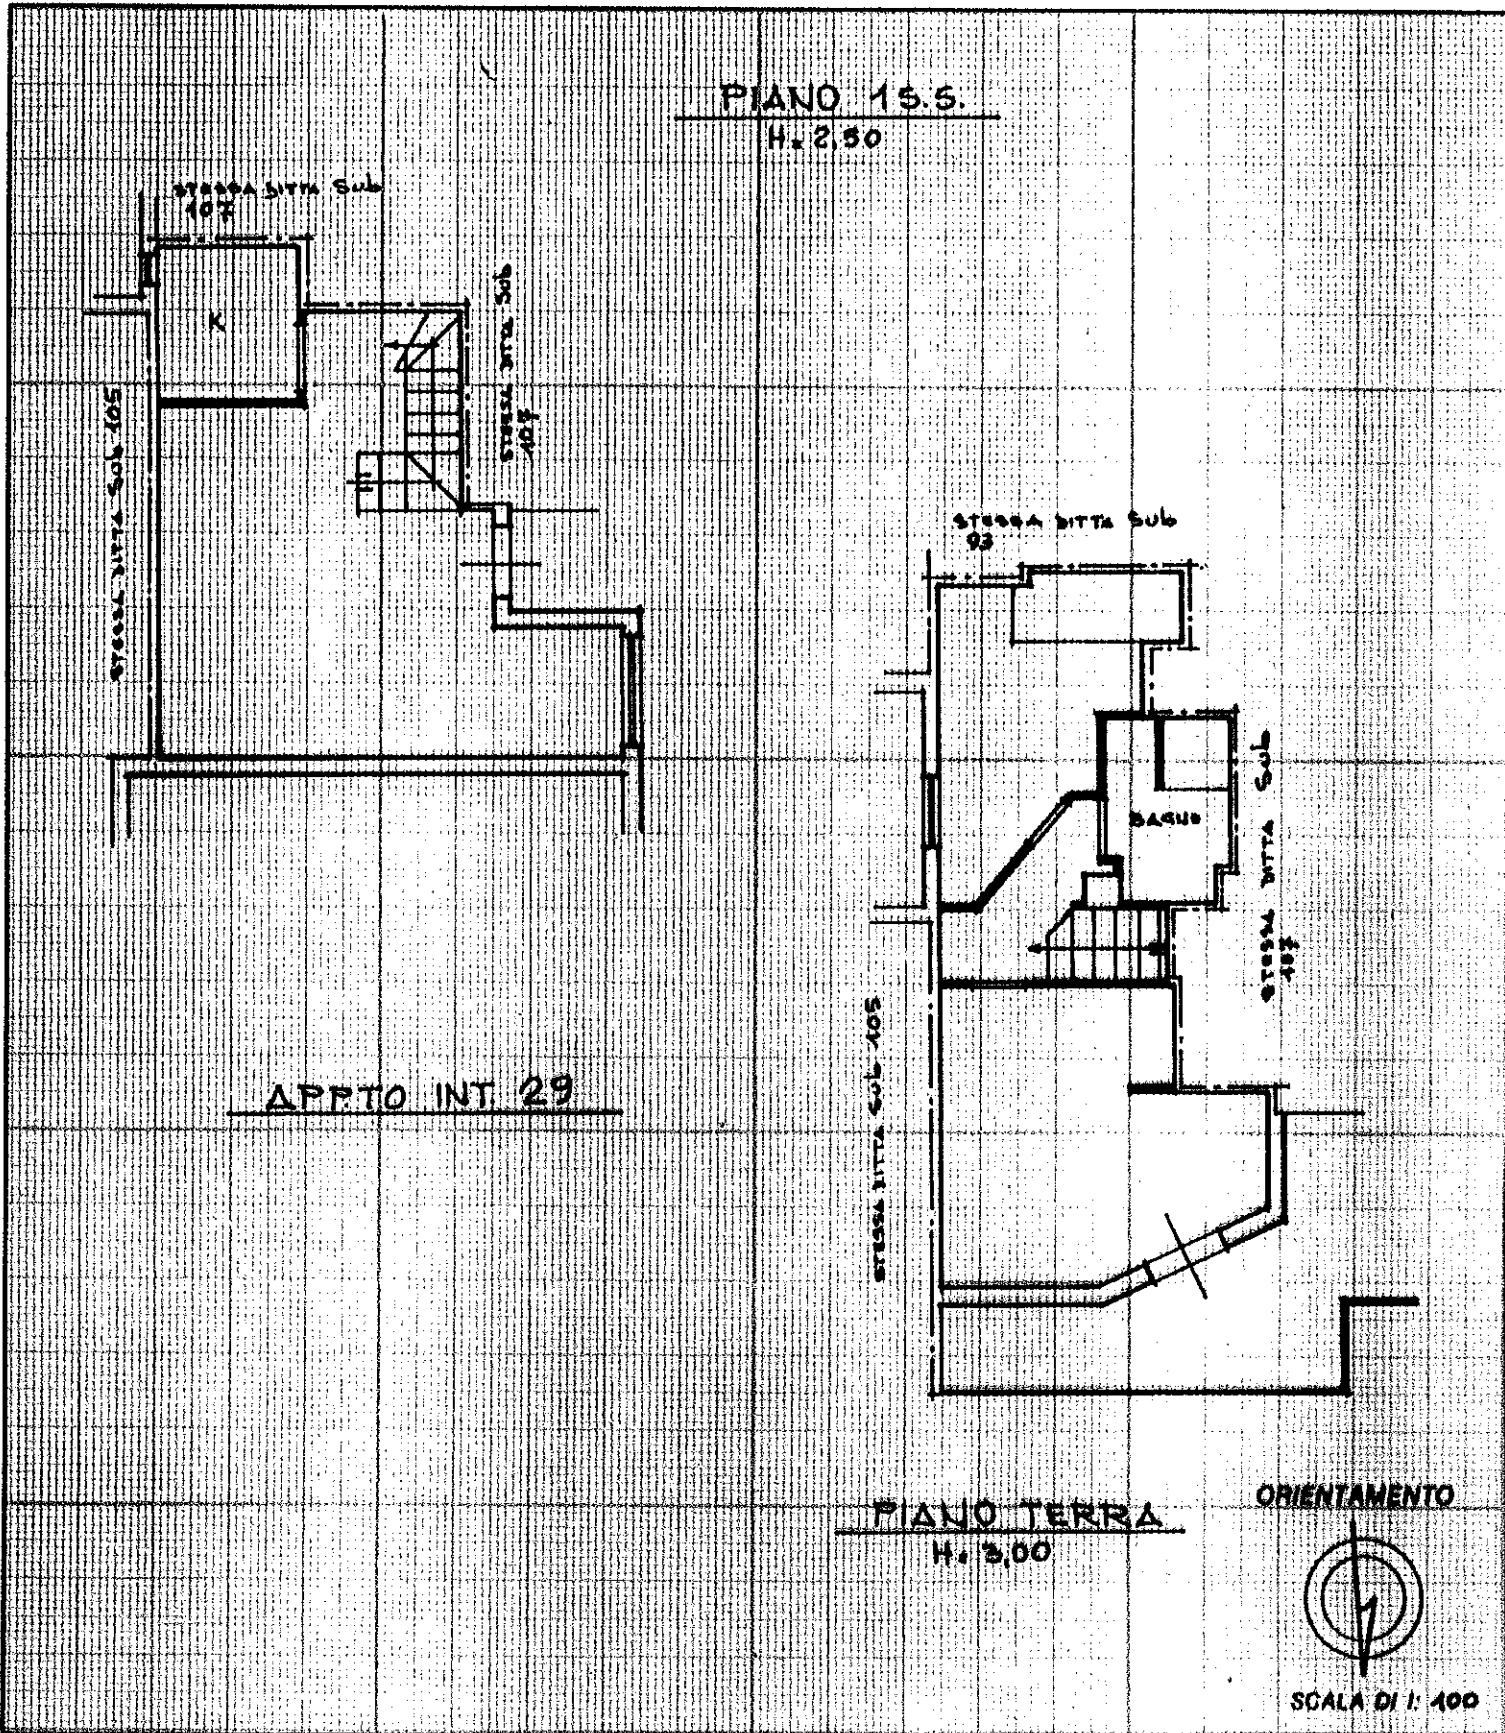 PIANO 1S.S.
H. 2,50
STESSA DITTA Sub
107
K
STESSA DITTA Sub
107
STESSA DITTA Sub 105
STESSA DITTA Sub
93
BAGNO
STESSA DITTA Sub
107
STESSA DITTA Sub 105
APP.TO INT. 29
PIANO TERRA
H. 3,00
ORIENTAMENTO
SCALA DI 1: 100